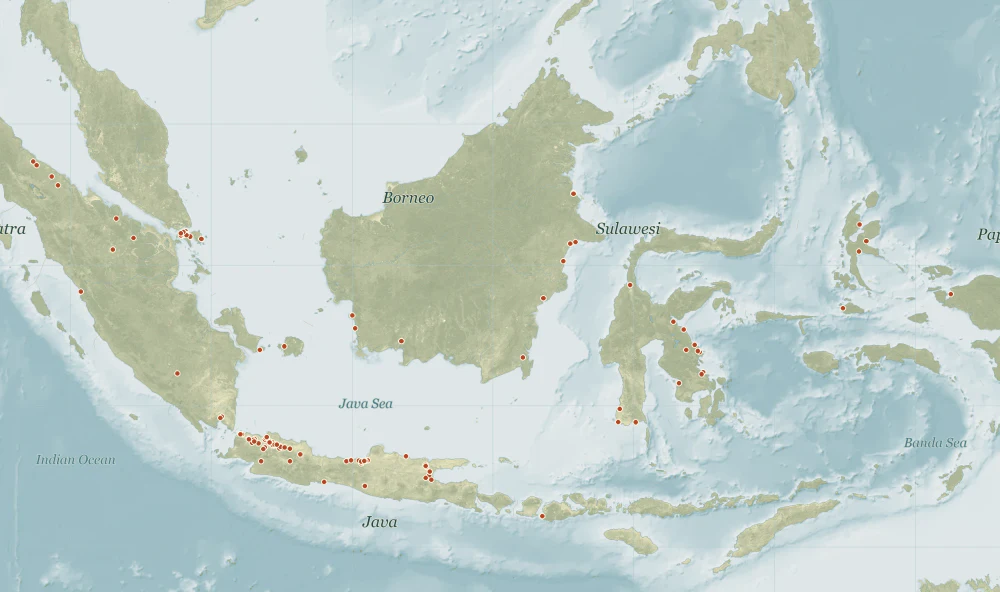 Borneo
atra
Sulawesi
Pap
Java Sea
Banda Sea
Indian Ocean
Java